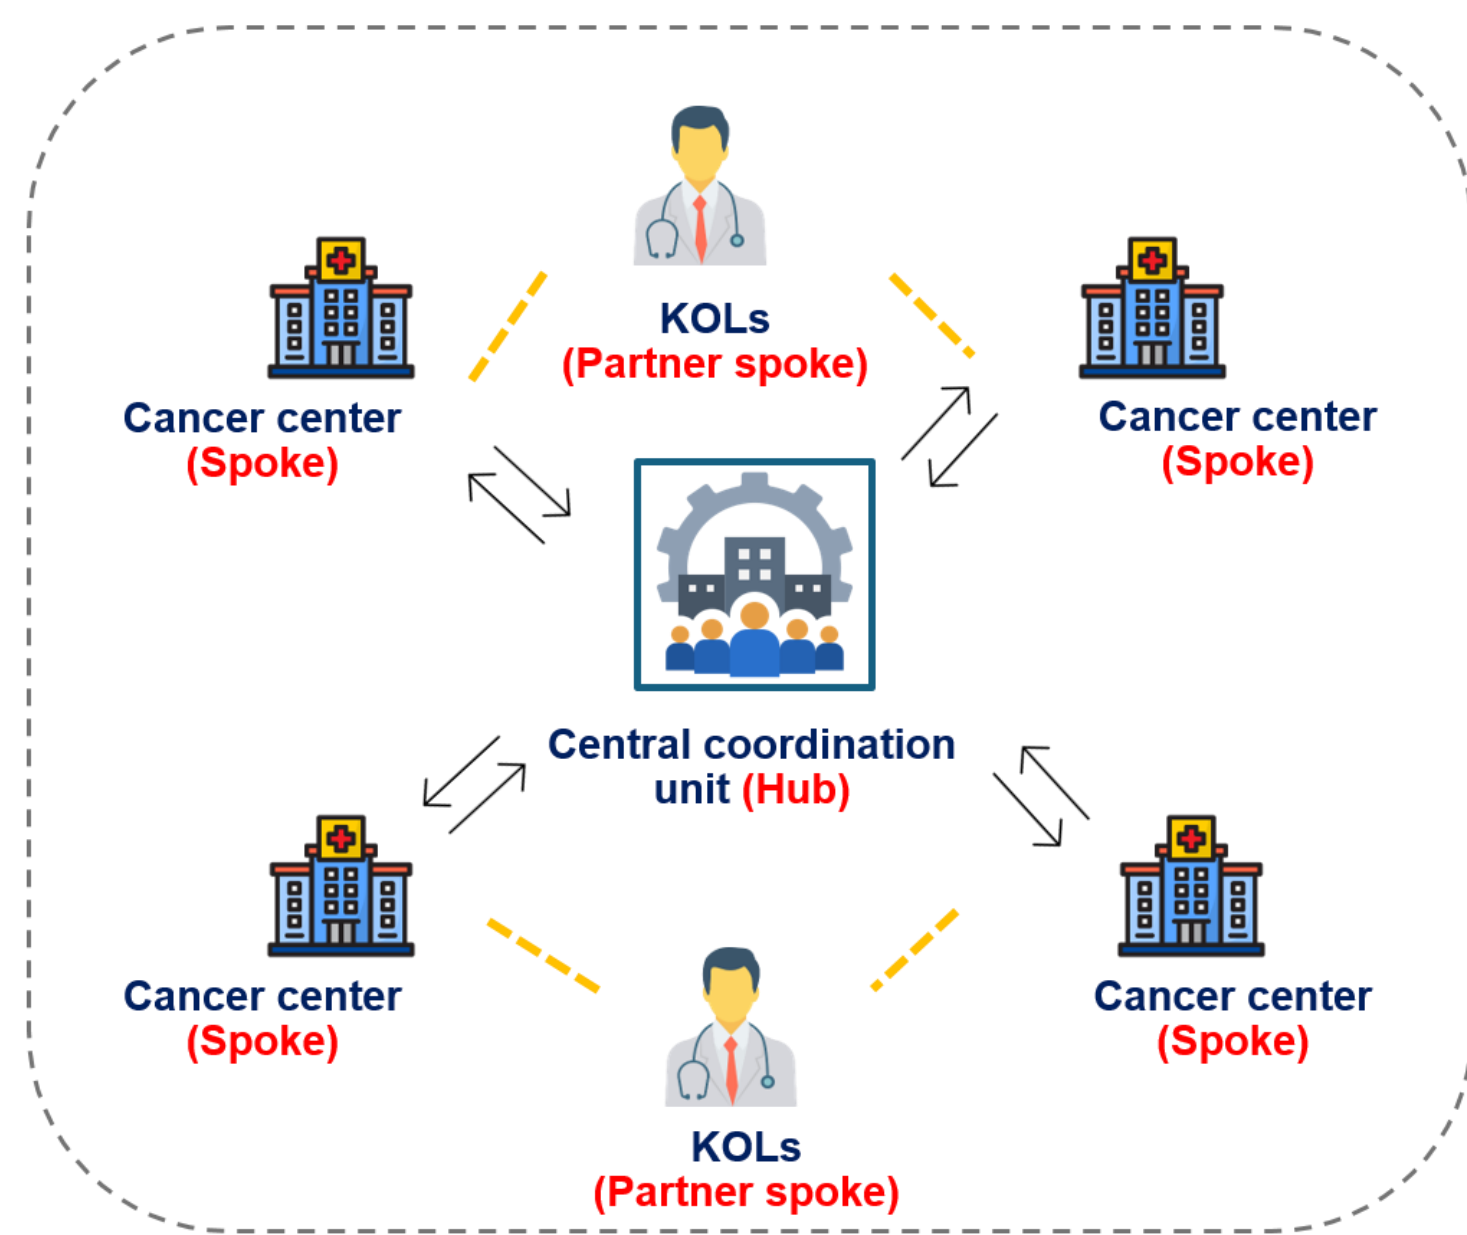 KOLs
(Partner spoke)
Cancer center
(Spoke)
Cancer center
(Spoke)
Central coordination
unit (Hub)
Cancer center
(Spoke)
Cancer center
(Spoke)
KOLs
(Partner spoke)